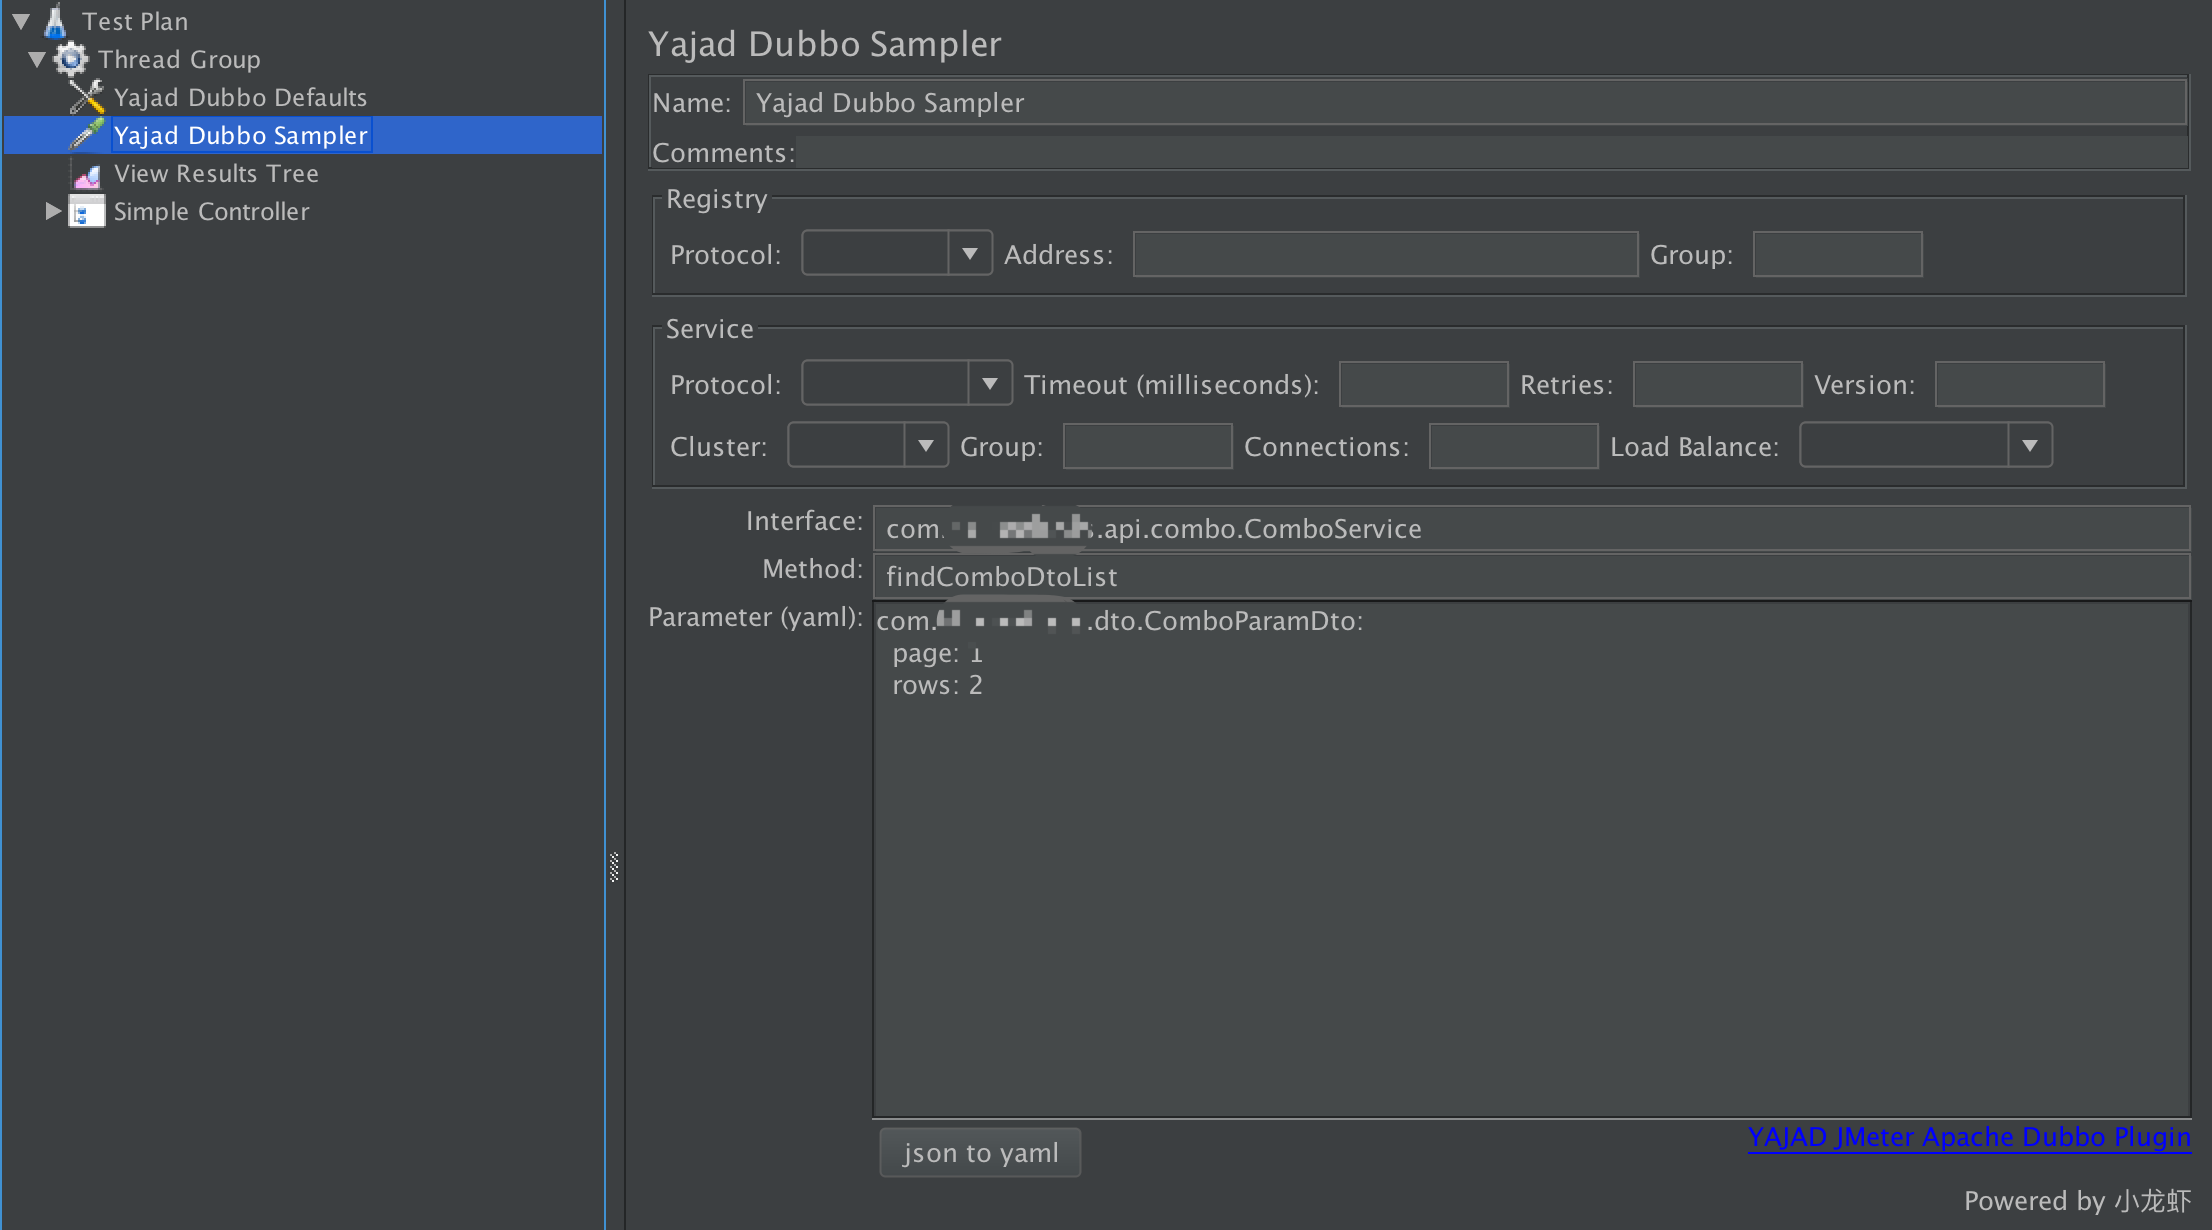 Test Plan
Thread Group
Yajad Dubbo Defaults
Yajad Dubbo Sampler
View Results Tree
Simple Controller
Yajad Dubbo Sampler
Name: Yajad Dubbo Sampler
Comments:
Registry
Protocol: Address: Group:
Service
Protocol: Timeout (milliseconds): Retries: Version:
Cluster: Group: Connections: Load Balance:
Interface: com. .api.combo.ComboService
Method: findComboDtoList
Parameter (yaml): com. .dto.ComboParamDto:
page: 1
rows: 2
json to yaml
YAJAD JMeter Apache Dubbo Plugin
Powered by 小龙虾